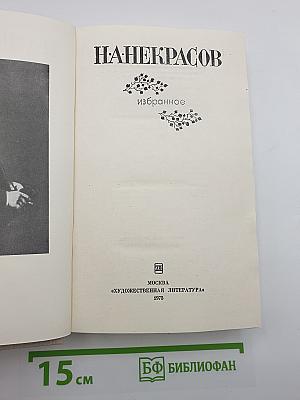 Н.А.НЕКРАСОВ
избранное
МОСКВА
«ХУДОЖЕСТВЕННАЯ ЛИТЕРАТУРА»
1975
15 см
БФ БИБЛИОФАН